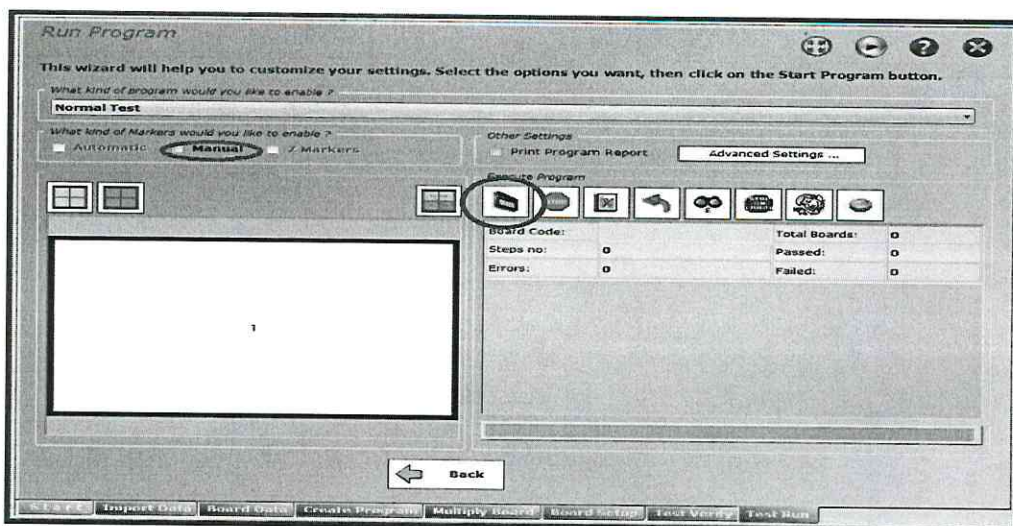 Run Program
This wizard will help you to customize your settings. Select the options you want, then click on the Start Program button.
What kind of program would you like to enable ?
Normal Test
What kind of Markers would you like to enable ?
Automatic Manual Z Markers
Other Settings
Print Program Report Advanced Settings ...
Execute Program
Board Code: Total Boards: 0
Steps no: 0 Passed: 0
Errors: 0 Failed: 0
1
Back
Start Import Data Board Data Create Program Multiply Board Board Setup Test Verify Test Run